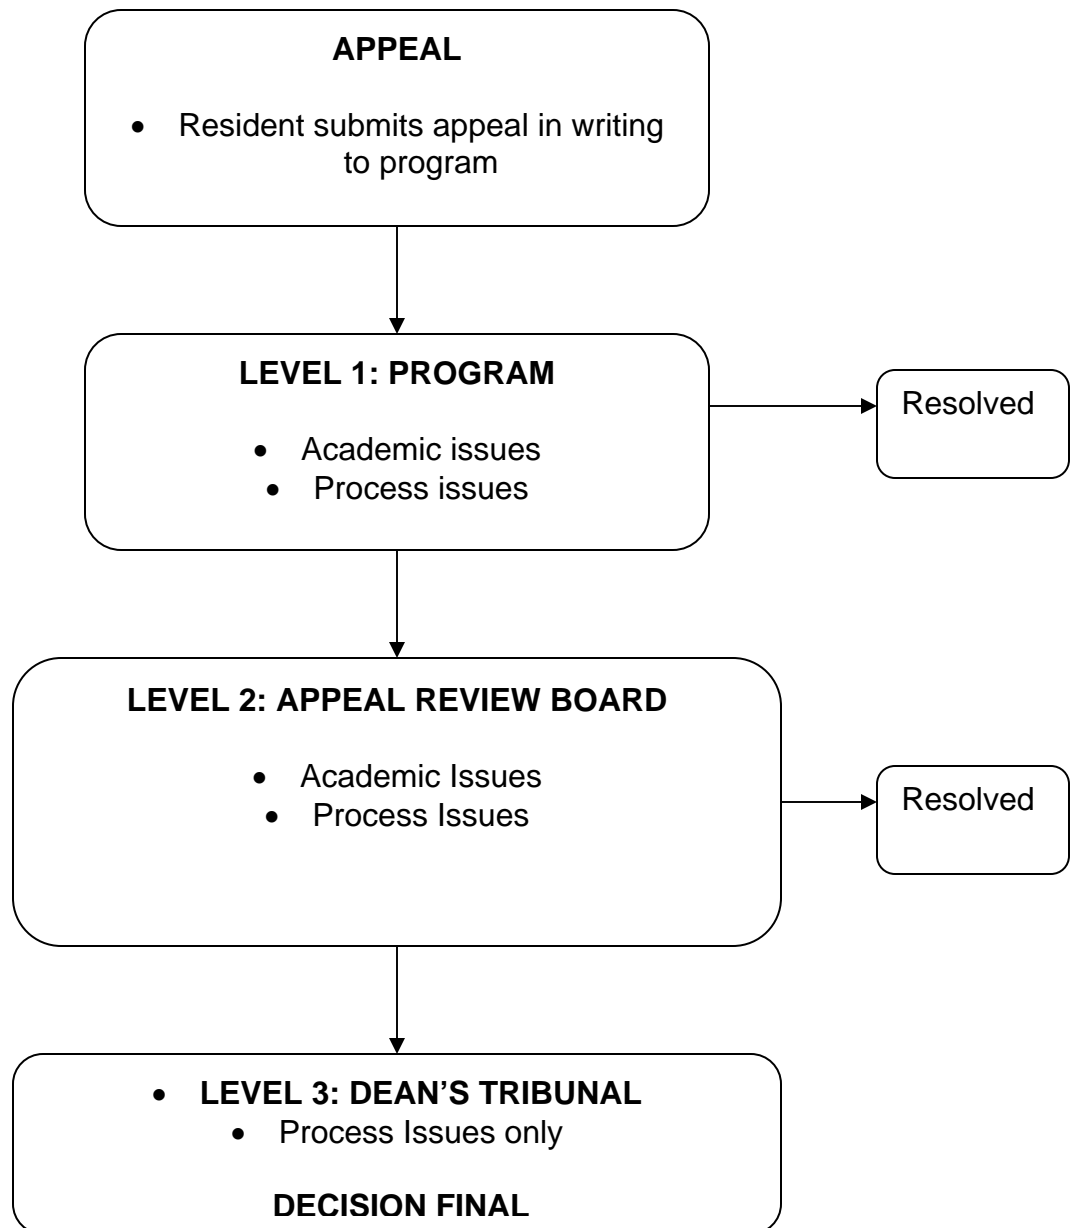 APPEAL
• Resident submits appeal in writing
to program
LEVEL 1: PROGRAM
• Academic issues
• Process issues
Resolved
LEVEL 2: APPEAL REVIEW BOARD
• Academic Issues
• Process Issues
Resolved
• LEVEL 3: DEAN’S TRIBUNAL
• Process Issues only
DECISION FINAL